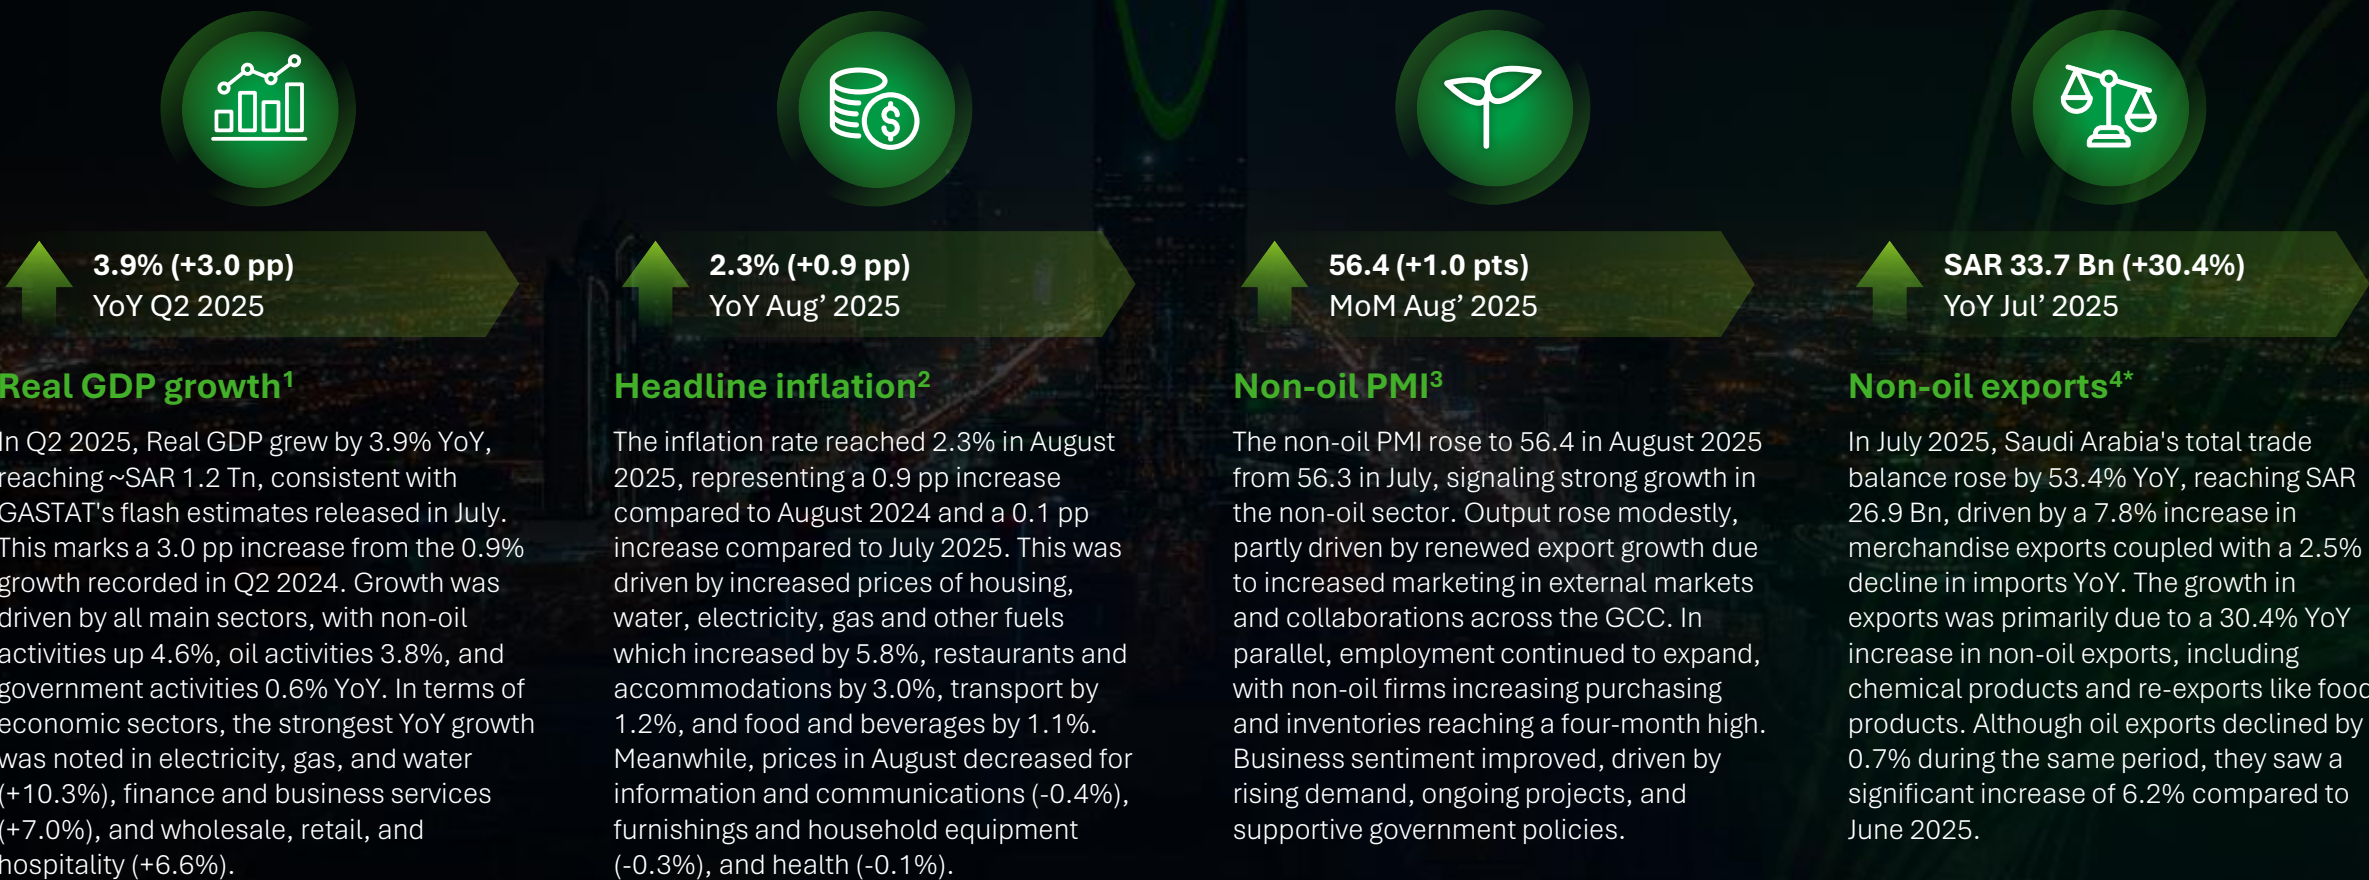 3.9% (+3.0 pp)
YoY Q2 2025
Real GDP growth¹
In Q2 2025, Real GDP grew by 3.9% YoY,
reaching ~SAR 1.2 Tn, consistent with
GASTAT's flash estimates released in July.
This marks a 3.0 pp increase from the 0.9%
growth recorded in Q2 2024. Growth was
driven by all main sectors, with non-oil
activities up 4.6%, oil activities 3.8%, and
government activities 0.6% YoY. In terms of
economic sectors, the strongest YoY growth
was noted in electricity, gas, and water
(+10.3%), finance and business services
(+7.0%), and wholesale, retail, and
hospitality (+6.6%).
2.3% (+0.9 pp)
YoY Aug’ 2025
Headline inflation²
The inflation rate reached 2.3% in August
2025, representing a 0.9 pp increase
compared to August 2024 and a 0.1 pp
increase compared to July 2025. This was
driven by increased prices of housing,
water, electricity, gas and other fuels
which increased by 5.8%, restaurants and
accommodations by 3.0%, transport by
1.2%, and food and beverages by 1.1%.
Meanwhile, prices in August decreased for
information and communications (-0.4%),
furnishings and household equipment
(-0.3%), and health (-0.1%).
56.4 (+1.0 pts)
MoM Aug’ 2025
Non-oil PMI³
The non-oil PMI rose to 56.4 in August 2025
from 56.3 in July, signaling strong growth in
the non-oil sector. Output rose modestly,
partly driven by renewed export growth due
to increased marketing in external markets
and collaborations across the GCC. In
parallel, employment continued to expand,
with non-oil firms increasing purchasing
and inventories reaching a four-month high.
Business sentiment improved, driven by
rising demand, ongoing projects, and
supportive government policies.
SAR 33.7 Bn (+30.4%)
YoY Jul’ 2025
Non-oil exports⁴*
In July 2025, Saudi Arabia's total trade
balance rose by 53.4% YoY, reaching SAR
26.9 Bn, driven by a 7.8% increase in
merchandise exports coupled with a 2.5%
decline in imports YoY. The growth in
exports was primarily due to a 30.4% YoY
increase in non-oil exports, including
chemical products and re-exports like food
products. Although oil exports declined by
0.7% during the same period, they saw a
significant increase of 6.2% compared to
June 2025.